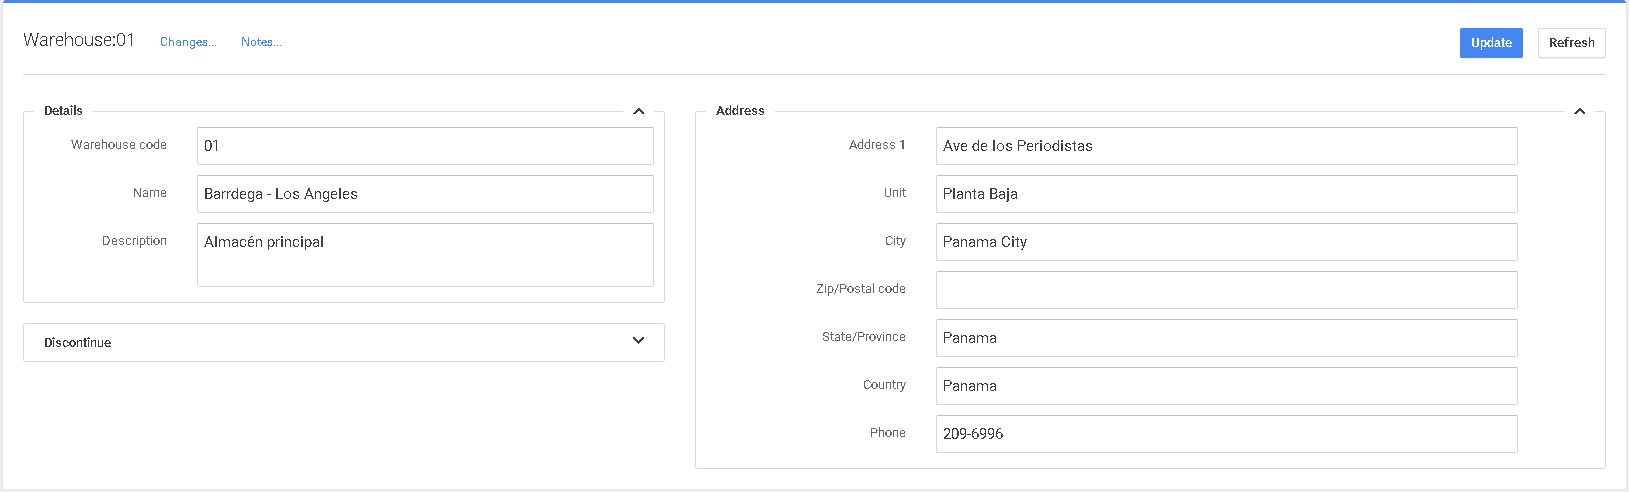 Warehouse:01 Changes... Notes... Update Refresh
Details
Warehouse code 01
Name Barrdega - Los Angeles
Description Almacén principal
Discontinue
Address
Address 1 Ave de los Periodistas
Unit Planta Baja
City Panama City
Zip/Postal code
State/Province Panama
Country Panama
Phone 209-6996